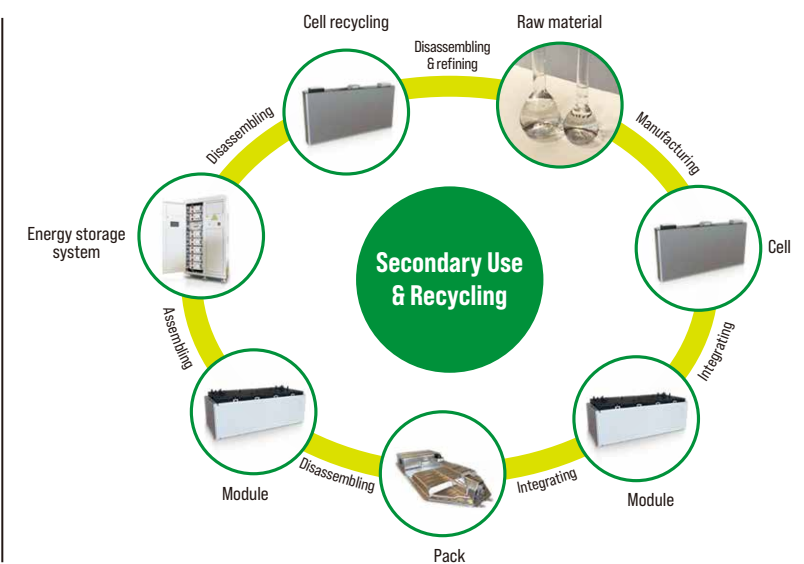 Cell recycling
Disassembling
& refining
Raw material
Manufacturing
Cell
Integrating
Module
Integrating
Pack
Disassembling
Module
Assembling
Energy storage
system
Disassembling
Secondary Use
& Recycling